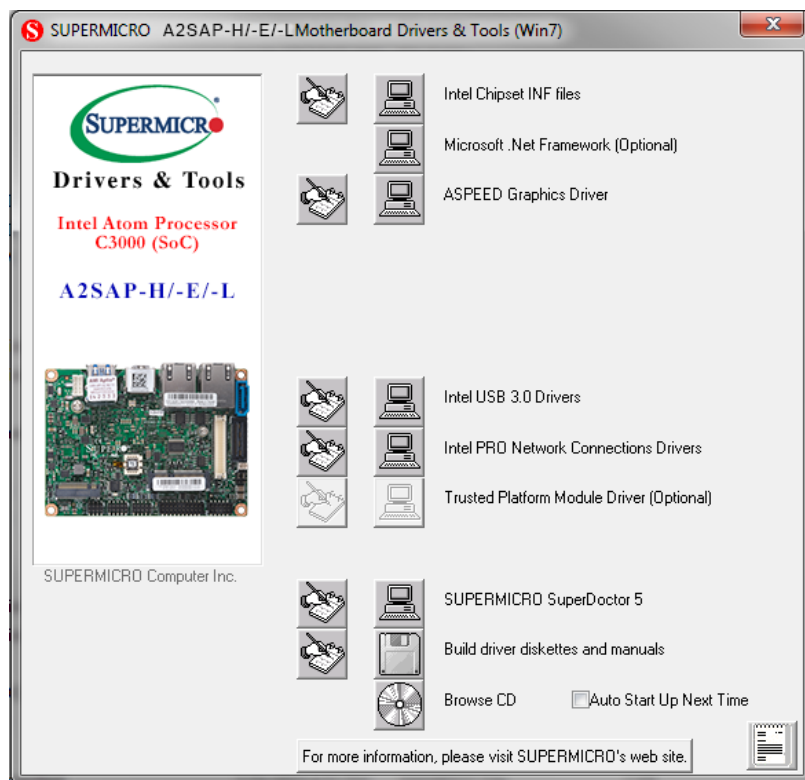 SUPERMICRO A2SAP-H/-E/-LMotherboard Drivers & Tools (Win7)
SUPERMICR
Drivers & Tools
Intel Atom Processor
C3000 (SoC)
A2SAP-H/-E/-L
SUPERMICRO Computer Inc.
Intel Chipset INF files
Microsoft .Net Framework (Optional)
ASPEED Graphics Driver
Intel USB 3.0 Drivers
Intel PRO Network Connections Drivers
Trusted Platform Module Driver (Optional)
SUPERMICRO SuperDoctor 5
Build driver diskettes and manuals
Browse CD
Auto Start Up Next Time
For more information, please visit SUPERMICRO's web site.